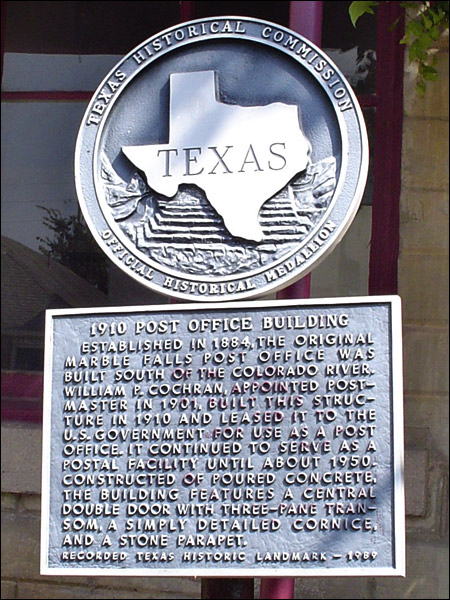 TEXAS HISTORICAL COMMISSION
TEXAS
OFFICIAL HISTORICAL MEDALLION
1910 POST OFFICE BUILDING
ESTABLISHED IN 1884, THE ORIGINAL
MARBLE FALLS POST OFFICE WAS
BUILT SOUTH OF THE COLORADO RIVER.
WILLIAM P. COCHRAN, APPOINTED POST-
MASTER IN 1901, BUILT THIS STRUC-
TURE IN 1910 AND LEASED IT TO THE
U.S. GOVERNMENT FOR USE AS A POST
OFFICE. IT CONTINUED TO SERVE AS A
POSTAL FACILITY UNTIL ABOUT 1950.
CONSTRUCTED OF POURED CONCRETE,
THE BUILDING FEATURES A CENTRAL
DOUBLE DOOR WITH THREE-PANE TRAN-
SOM, A SIMPLY DETAILED CORNICE,
AND A STONE PARAPET.
RECORDED TEXAS HISTORIC LANDMARK - 1989